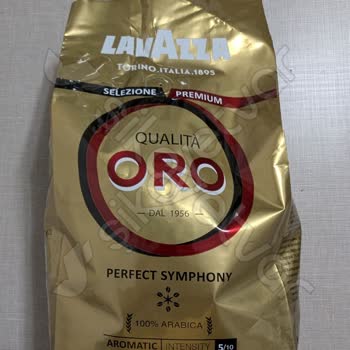 LAVAZZA
TORINO, ITALIA, 1895
SELEZIONE PREMIUM
QUALITÀ
ORO
DAL 1956
PERFECT SYMPHONY
100% ARABICA
AROMATIC INTENSITY 5/10